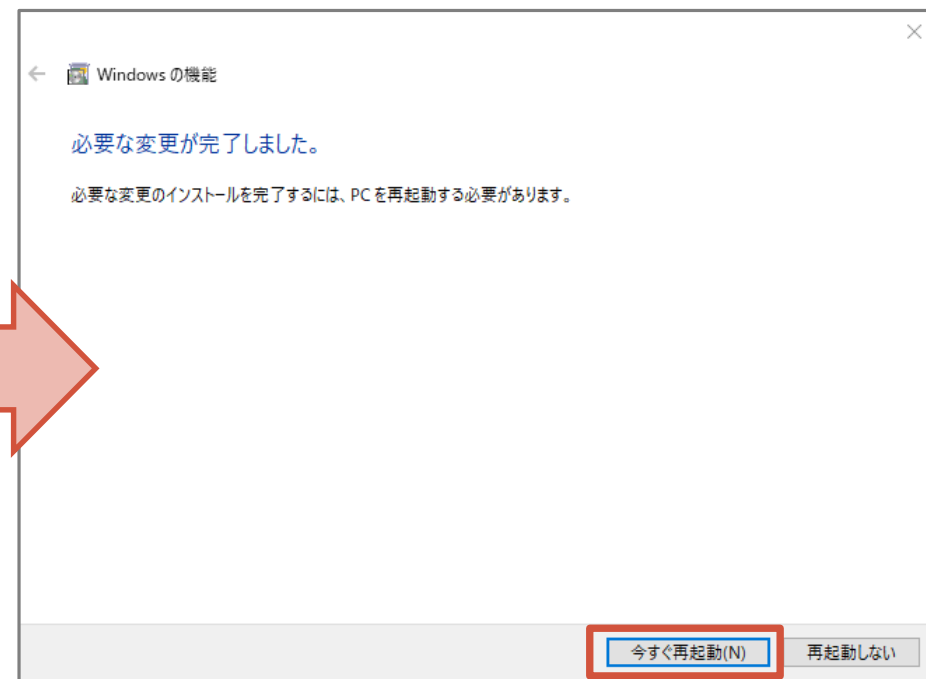 Windows の機能
必要な変更が完了しました。
必要な変更のインストールを完了するには、PC を再起動する必要があります。
今すぐ再起動(N)
再起動しない